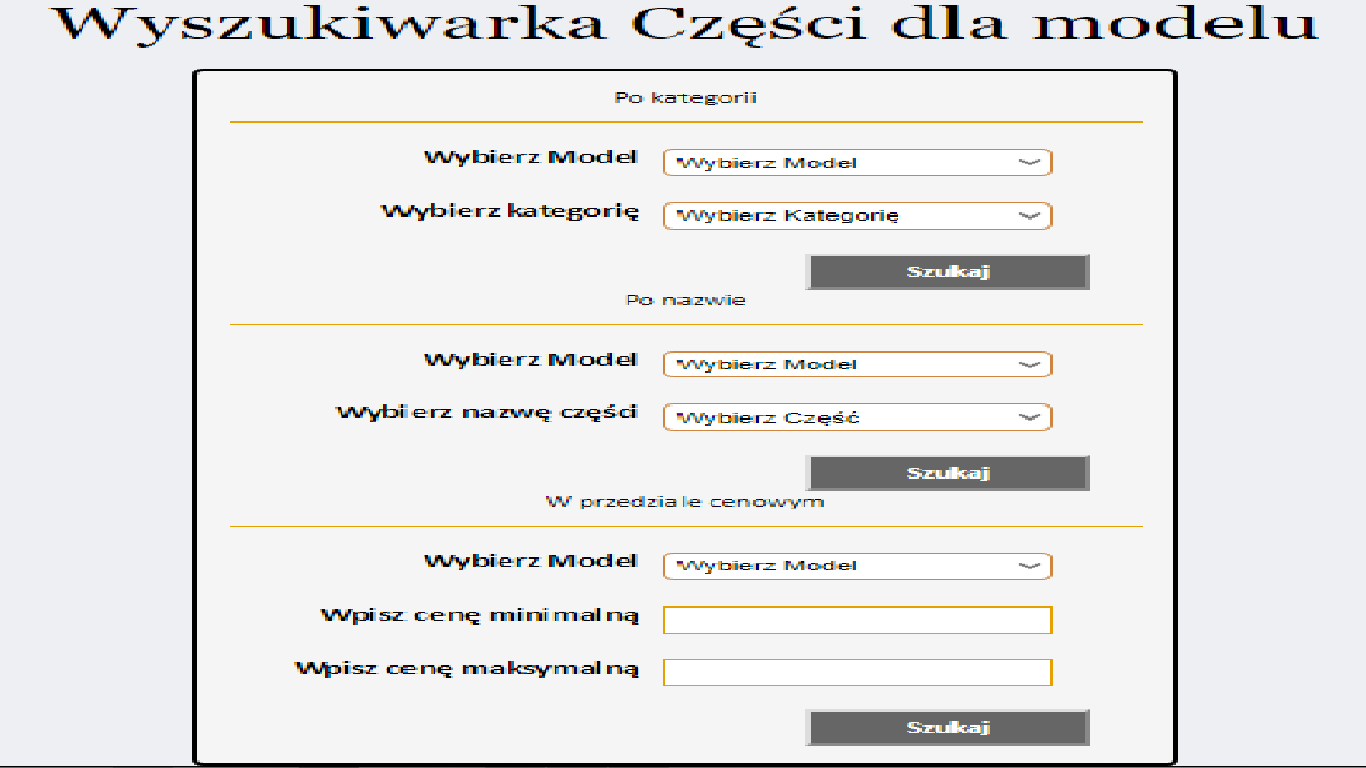 Wyszukiwarka Części dla modelu
Po kategorii
Wybierz Model Wybierz Model
Wybierz kategorię Wybierz Kategorię
Szukaj
Po nazwie
Wybierz Model Wybierz Model
Wybierz nazwę części Wybierz Część
Szukaj
W przedziale cenowym
Wybierz Model Wybierz Model
Wpisz cenę minimalną
Wpisz cenę maksymalną
Szukaj